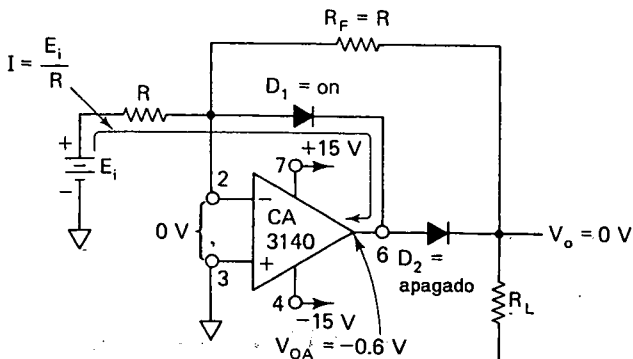 R_F = R
I = E_i / R
D_1 = on
R
+
E_i
-
+15 V
7
2
-
CA
3140
0 V
6
V_o = 0 V
D_2 =
apagado
3
+
4
-15 V
R_L
V_OA = -0.6 V